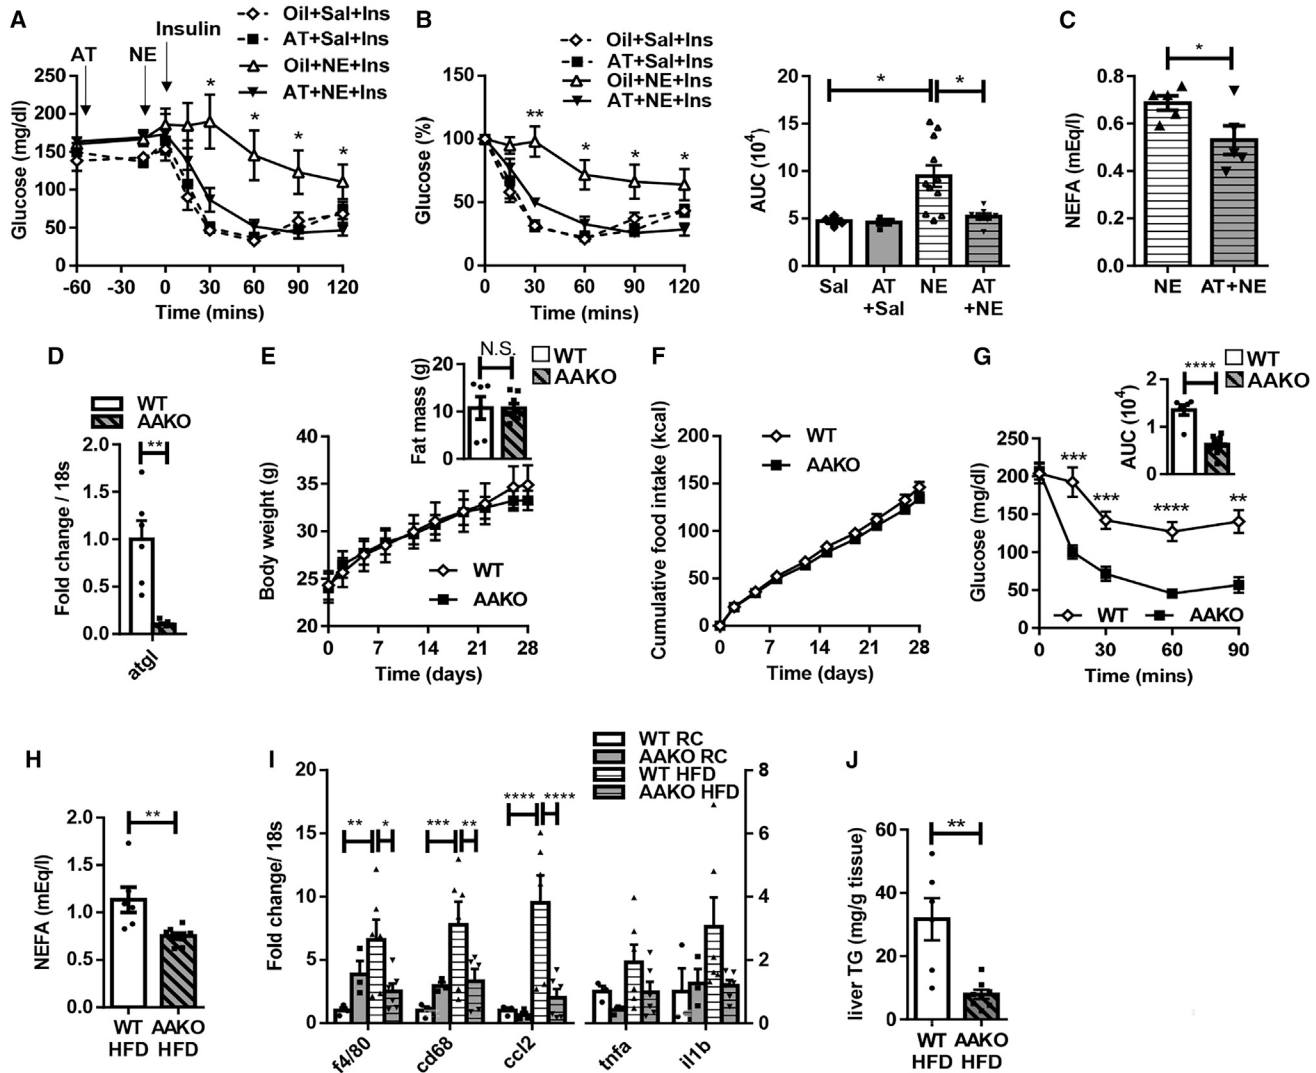 A
Oil+Sal+Ins
AT+Sal+Ins
Oil+NE+Ins
AT+NE+Ins
Insulin
AT
NE
Glucose (mg/dl)
250
200
150
100
50
0
*
*
*
*
-60 -30 0 30 60 90 120
Time (mins)
B
Oil+Sal+Ins
AT+Sal+Ins
Oil+NE+Ins
AT+NE+Ins
Glucose (%)
150
100
50
0
**
*
*
*
0 30 60 90 120
Time (mins)
AUC (10⁴)
20
15
10
5
0
*
*
Sal AT+Sal NE AT+NE
C
NEFA (mEq/l)
0.8
0.6
0.4
0.2
0.0
*
NE AT+NE
D
WT
AAKO
Fold change / 18s
2.0
1.5
1.0
0.5
0.0
**
atgl
E
Body weight (g)
40
35
30
25
20
0 7 14 21 28
Time (days)
WT
AAKO
Fat mass (g)
20
10
0
N.S.
WT
AAKO
F
Cumulative food intake (kcal)
200
150
100
50
0
WT
AAKO
0 7 14 21 28
Time (days)
G
Glucose (mg/dl)
250
200
150
100
50
0
***
***
****
**
WT AAKO
0 30 60 90
Time (mins)
AUC (10⁴)
2
1
0
****
WT
AAKO
H
NEFA (mEq/l)
2.0
1.5
1.0
0.5
0.0
**
WT AAKO
HFD HFD
I
WT RC
AAKO RC
WT HFD
AAKO HFD
Fold change/ 18s
20
15
10
5
0
** *
*** **
**** ****
8
6
4
2
0
f4/80 cd68 ccl2 tnfa il1b
J
liver TG (mg/g tissue)
60
40
20
0
**
WT AAKO
HFD HFD